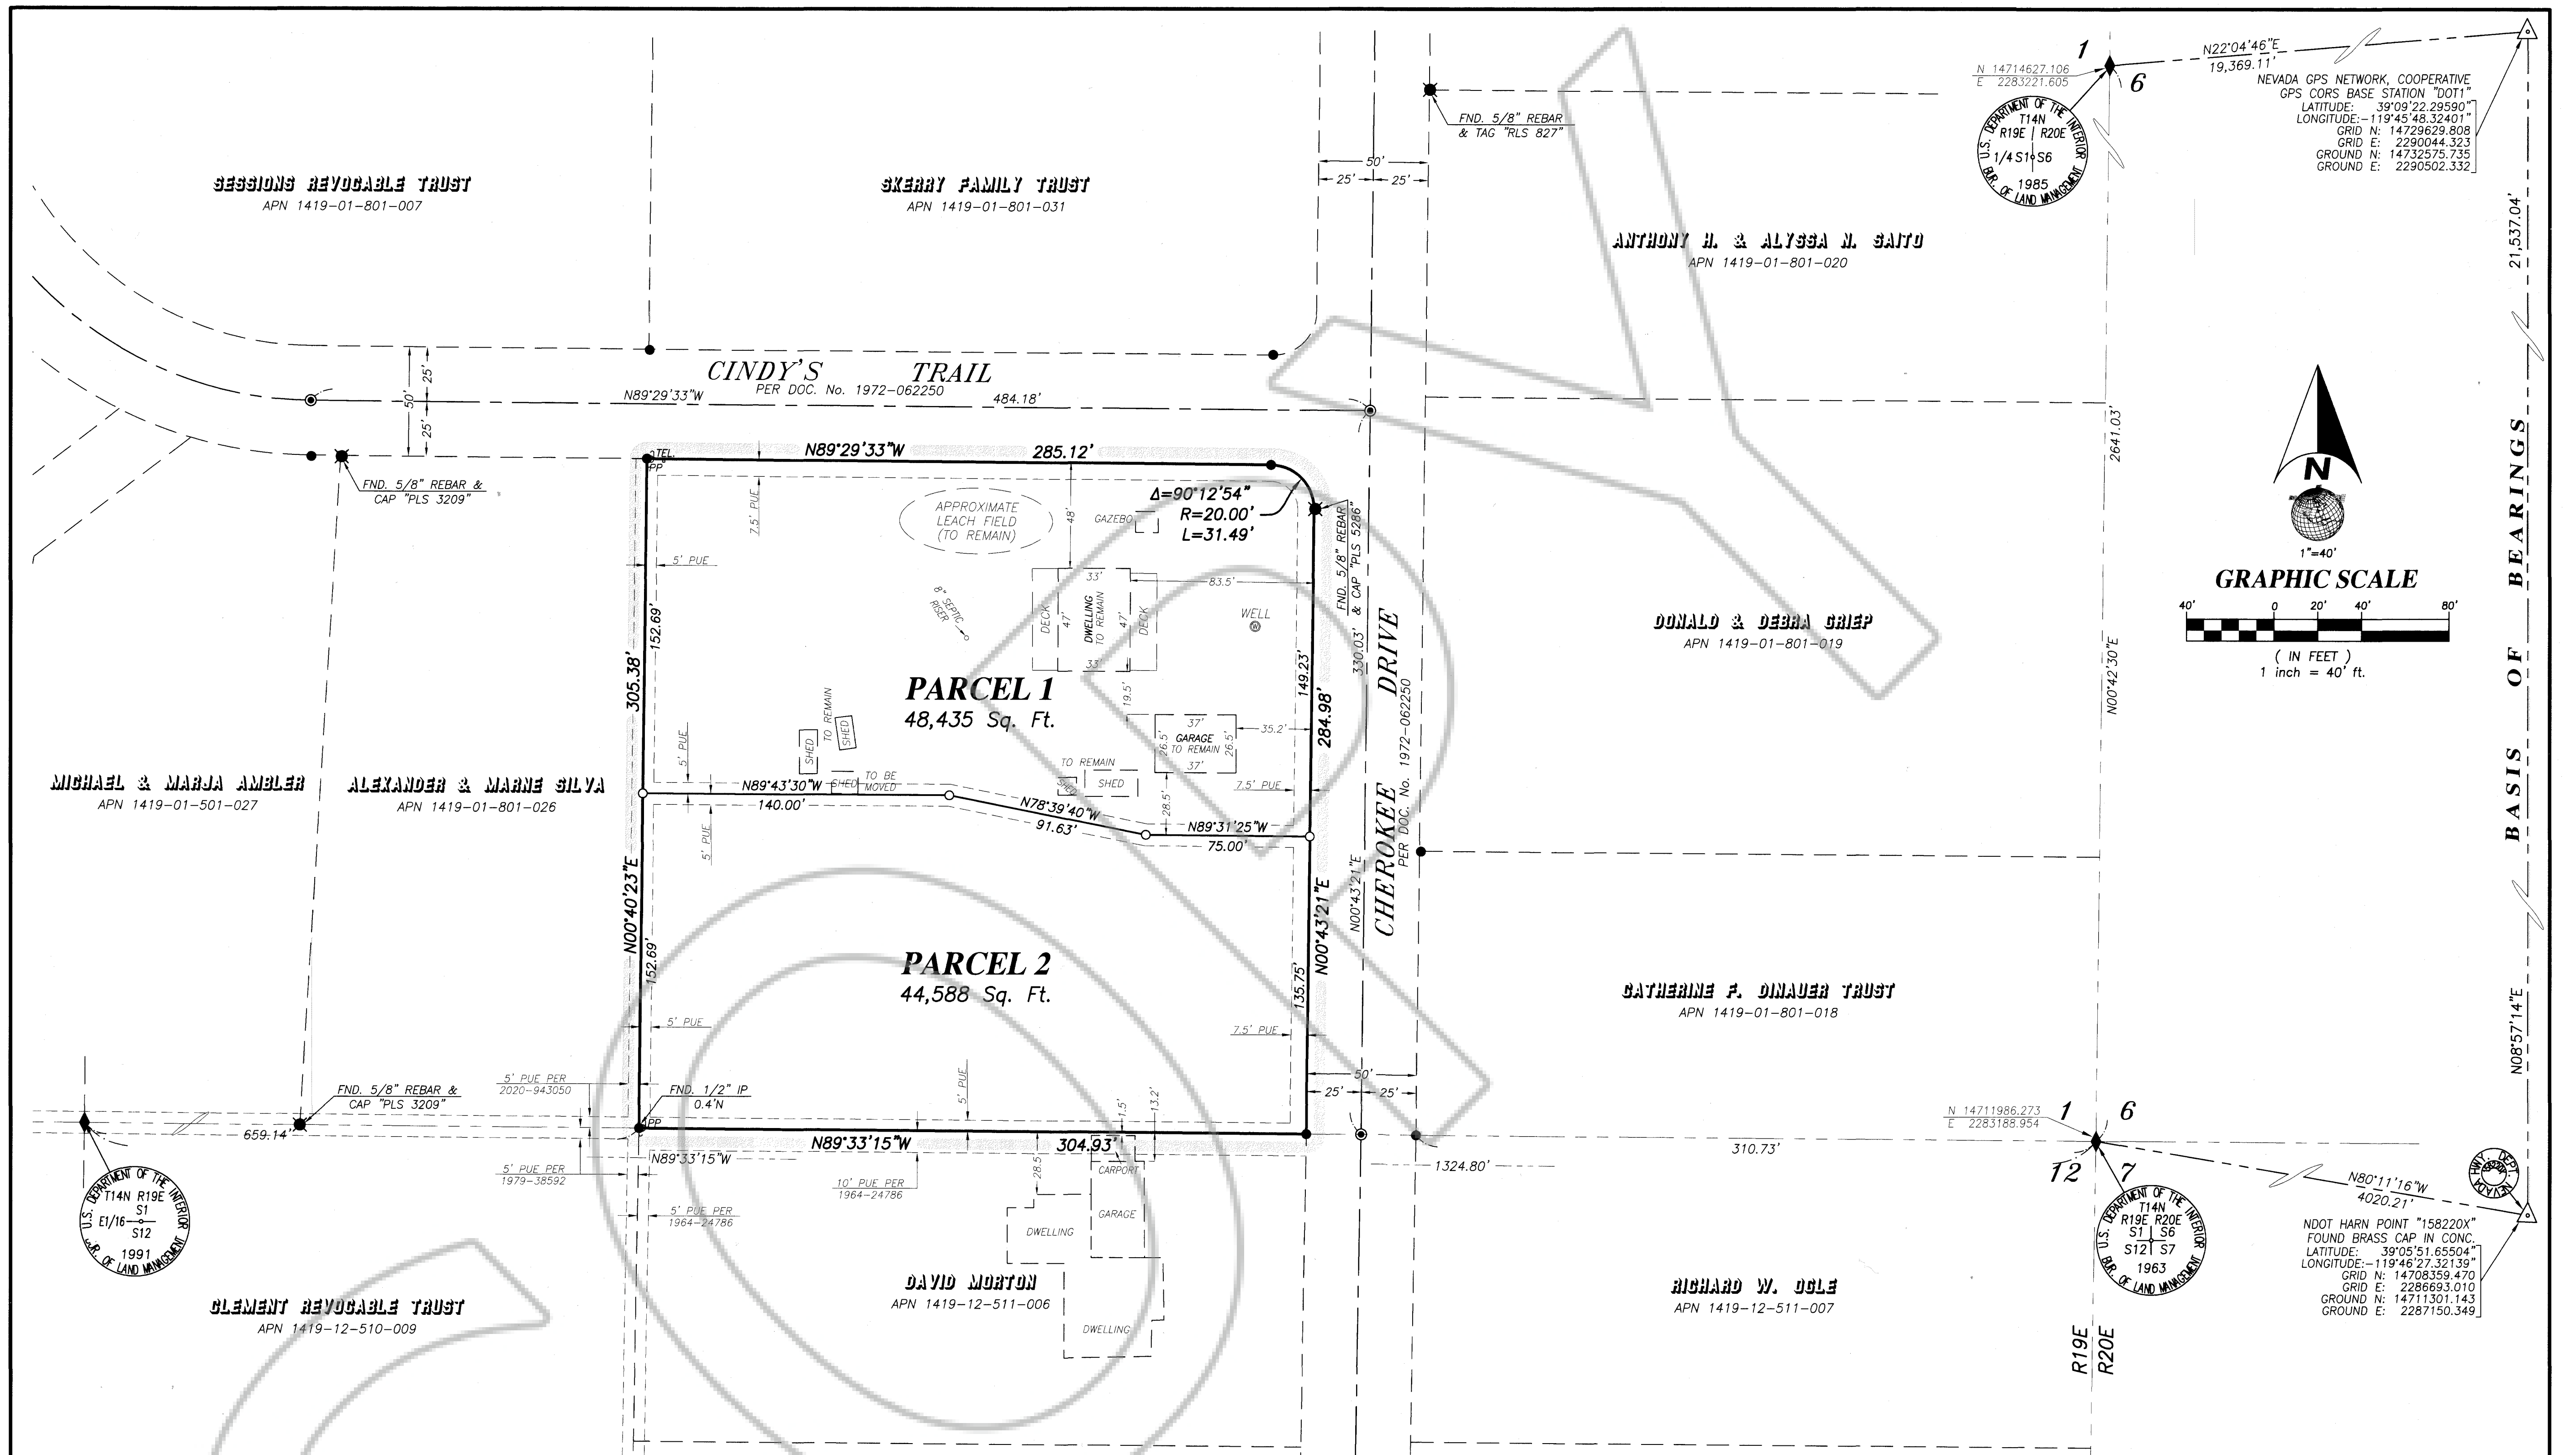 N22°04'46"E
19,369.11'
1
6
N 14714627.106
E 2283221.605
U.S. DEPARTMENT OF THE INTERIOR
T14N
R19E R20E
1/4 S1 S6
1985
BUR. OF LAND MANAGEMENT
NEVADA GPS NETWORK, COOPERATIVE
GPS CORS BASE STATION "DOT1"
LATITUDE: 39°09'22.29590"
LONGITUDE:-119°45'48.32401"
GRID N: 14729629.808
GRID E: 2290044.323
GROUND N: 14732575.735
GROUND E: 2290502.332
21,537.04'
FND. 5/8" REBAR
& TAG "RLS 827"
50'
25' 25'
SESSIONS REVOCABLE TRUST
APN 1419-01-801-007
SKERRY FAMILY TRUST
APN 1419-01-801-031
ANTHONY H. & ALYSSA N. SAITO
APN 1419-01-801-020
CINDY'S TRAIL
PER DOC. No. 1972-062250
N89°29'33"W 484.18'
50'
25'
25'
FND. 5/8" REBAR &
CAP "PLS 3209"
TEL.
PP
N89°29'33"W 285.12'
Δ=90°12'54"
R=20.00'
L=31.49'
FND. 5/8" REBAR
& CAP "PLS 5286"
7.5' PUE
APPROXIMATE
LEACH FIELD
(TO REMAIN)
48'
GAZEBO
5' PUE
8" SEPTIC
RISER
DECK
33'
47'
DWELLING
TO REMAIN
47'
33'
DECK
83.5'
WELL
W
19.5'
305.38'
152.69'
149.23'
284.98'
330.03'
CHEROKEE DRIVE
PER DOC. No. 1972-062250
N00°43'21"E
PARCEL 1
48,435 Sq. Ft.
TO REMAIN
SHED
SHED
37'
26.5'
GARAGE
TO REMAIN
26.5'
37'
35.2'
TO REMAIN
SHED
SHED
28.5'
7.5' PUE
5' PUE
N89°43'30"W
140.00'
SHED
TO BE
MOVED
N78°39'40"W
91.63'
N89°31'25"W
75.00'
5' PUE
MICHAEL & MARJA AMBLER
APN 1419-01-501-027
ALEXANDER & MARNE SILVA
APN 1419-01-801-026
DONALD & DEBRA GRIEP
APN 1419-01-801-019
2641.03'
N00°42'30"E
N
1"=40'
GRAPHIC SCALE
40' 0 20' 40' 80'
( IN FEET )
1 inch = 40' ft.
BASIS OF BEARINGS
N08°57'14"E
N00°40'23"E
152.69'
PARCEL 2
44,588 Sq. Ft.
N00°43'21"E
135.75'
5' PUE
7.5' PUE
5' PUE
CATHERINE F. DINAUER TRUST
APN 1419-01-801-018
50'
25' 25'
FND. 5/8" REBAR &
CAP "PLS 3209"
5' PUE PER
2020-943050
FND. 1/2" IP
0.4'N
PP
659.14'
N89°33'15"W 304.93'
N89°33'15"W
1324.80'
310.73'
1.5'
13.2'
28.5
5' PUE PER
1979-38592
10' PUE PER
1964-24786
5' PUE PER
1964-24786
CARPORT
GARAGE
DWELLING
DWELLING
DAVID MORTON
APN 1419-12-511-006
U.S. DEPARTMENT OF THE INTERIOR
T14N R19E
S1
E1/16
S12
1991
BUR. OF LAND MANAGEMENT
CLEMENT REVOCABLE TRUST
APN 1419-12-510-009
RICHARD W. OGLE
APN 1419-12-511-007
N 14711986.273
E 2283188.954
1 6
12 7
U.S. DEPARTMENT OF THE INTERIOR
T14N
R19E R20E
S1 S6
S12 S7
1963
BUR. OF LAND MANAGEMENT
R19E
R20E
N80°11'16"W
4020.21'
NEVADA HWY. DEPT.
NDOT HARN POINT "158220X"
FOUND BRASS CAP IN CONC.
LATITUDE: 39°05'51.65504"
LONGITUDE:-119°46'27.32139"
GRID N: 14708359.470
GRID E: 2286693.010
GROUND N: 14711301.143
GROUND E: 2287150.349
COPY